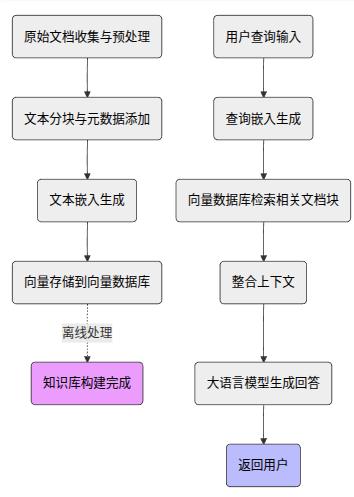 原始文档收集与预处理
文本分块与元数据添加
文本嵌入生成
向量存储到向量数据库
离线处理
知识库构建完成
用户查询输入
查询嵌入生成
向量数据库检索相关文档块
整合上下文
大语言模型生成回答
返回用户